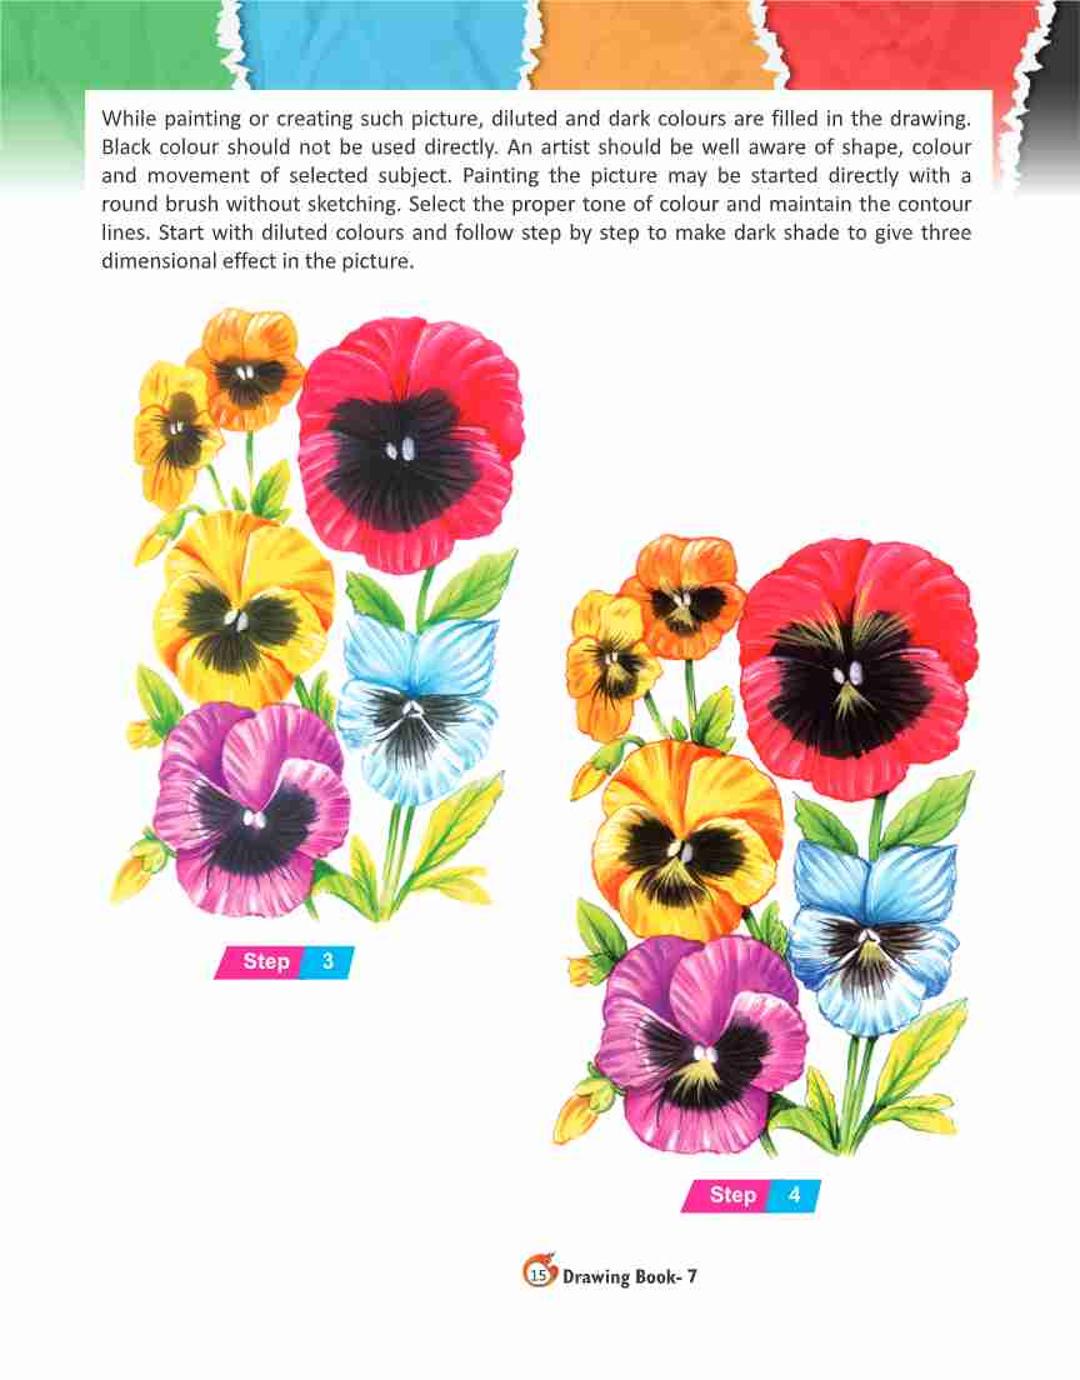 While painting or creating such picture, diluted and dark colours are filled in the drawing.
Black colour should not be used directly. An artist should be well aware of shape, colour
and movement of selected subject. Painting the picture may be started directly with a
round brush without sketching. Select the proper tone of colour and maintain the contour
lines. Start with diluted colours and follow step by step to make dark shade to give three
dimensional effect in the picture.
Step 3
Step 4
15 Drawing Book- 7